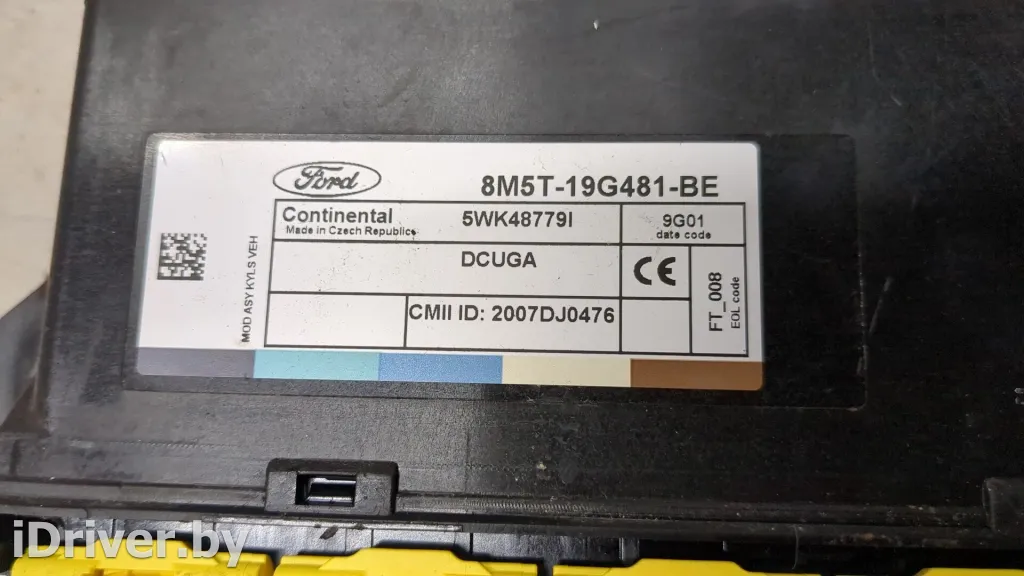 Ford
8M5T-19G481-BE
Continental
Made in Czech Republic
5WK48779I
9G01
date code
DCUGA
CE
CMII ID: 2007DJ0476
FT_008
EOL code
MOD ASY KYLS VEH
iDriver.by